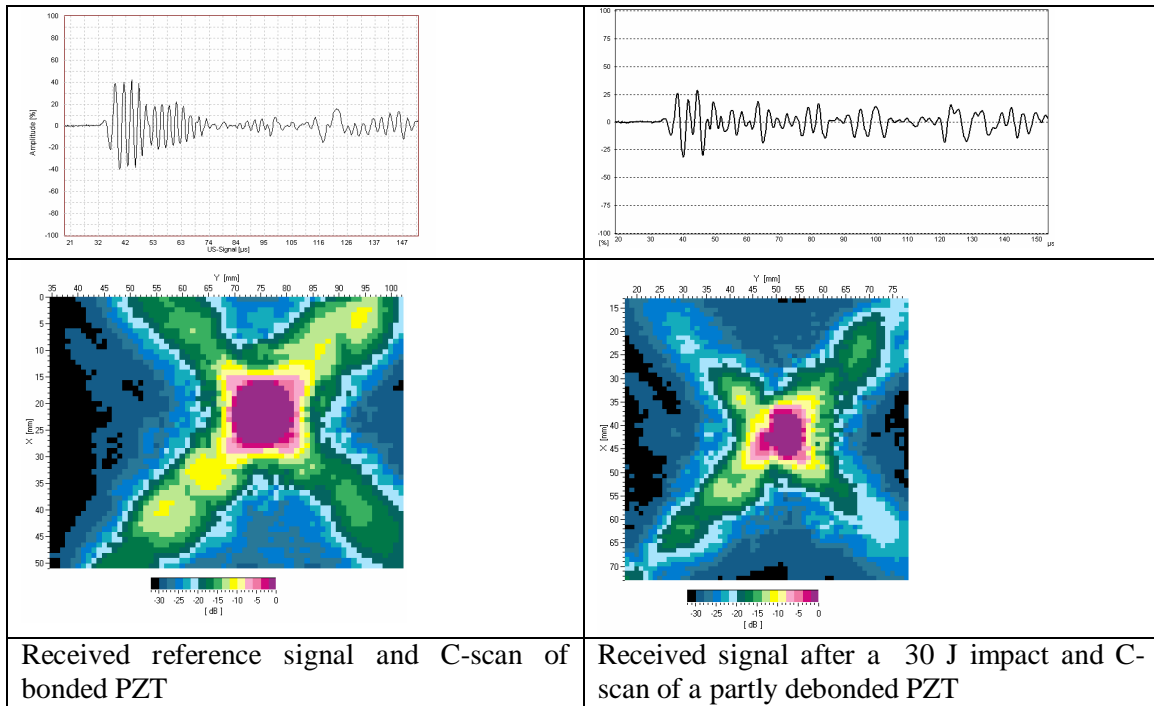 100
80
60
40
20
0
-20
-40
-60
-80
-100
Amplitude [%]
21 32 42 53 63 74 84 95 105 116 126 137 147
US-Signal [µs]
100
75
50
25
0
-25
-50
-75
-100
[%] 20 30 40 50 60 70 80 90 100 110 120 130 140 150 µs
Y [mm]
35 40 45 50 55 60 65 70 75 80 85 90 95 100
0
5
10
15
20
25
30
35
40
45
50
X [mm]
-30 -25 -20 -15 -10 -5 0
[ dB ]
Y [mm]
20 25 30 35 40 45 50 55 60 65 70 75
15
20
25
30
35
40
45
50
55
60
65
70
X [mm]
-30 -25 -20 -15 -10 -5 0
[ dB ]
Received reference signal and C-scan of
bonded PZT
Received signal after a 30 J impact and C-
scan of a partly debonded PZT